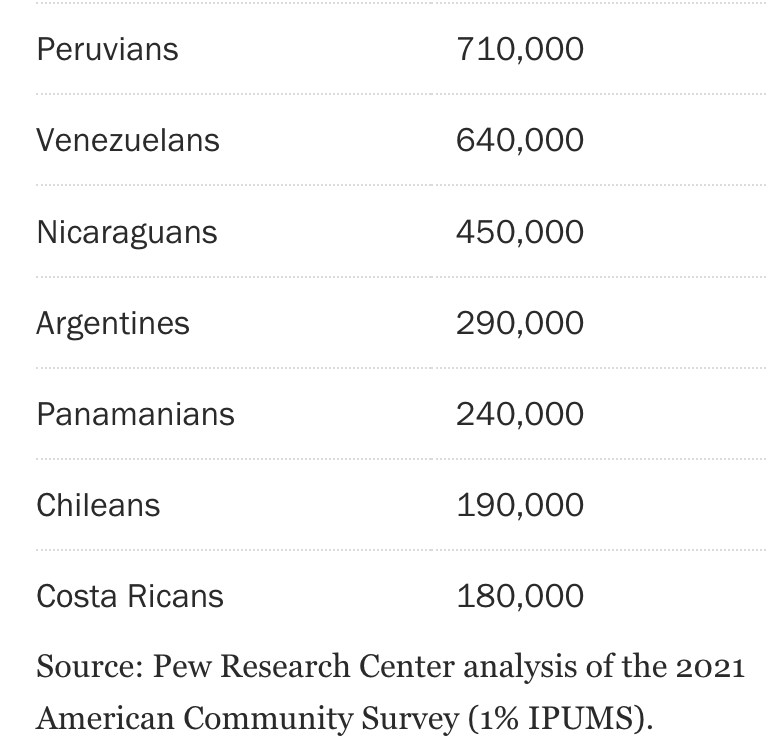 Peruvians 710,000
Venezuelans 640,000
Nicaraguans 450,000
Argentines 290,000
Panamanians 240,000
Chileans 190,000
Costa Ricans 180,000
Source: Pew Research Center analysis of the 2021
American Community Survey (1% IPUMS).